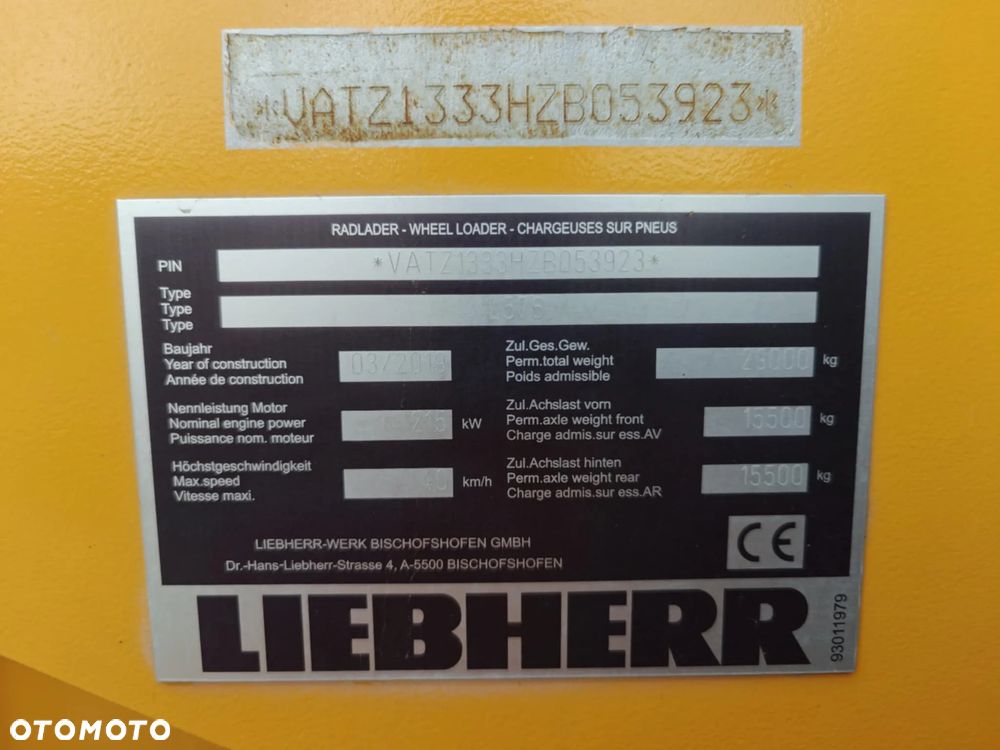 *VATZ1333HZB053923*
RADLADER - WHEEL LOADER - CHARGEUSES SUR PNEUS
PIN *VATZ1333HZB053923*
Type
Type
Type
Baujahr
Year of construction
Année de construction
Zul.Ges.Gew.
Perm.total weight
Poids admissible
kg
Nennleistung Motor
Nominal engine power
Puissance nom. moteur
215 kW
Zul.Achslast vorn
Perm.axle weight front
Charge admis.sur ess.AV
15500 kg
Höchstgeschwindigkeit
Max.speed
Vitesse maxi.
40 km/h
Zul.Achslast hinten
Perm.axle weight rear
Charge admis.sur ess.AR
15500 kg
CE
LIEBHERR-WERK BISCHOFSHOFEN GMBH
Dr.-Hans-Liebherr-Strasse 4, A-5500 BISCHOFSHOFEN
LIEBHERR
93011979
OTOMOTO